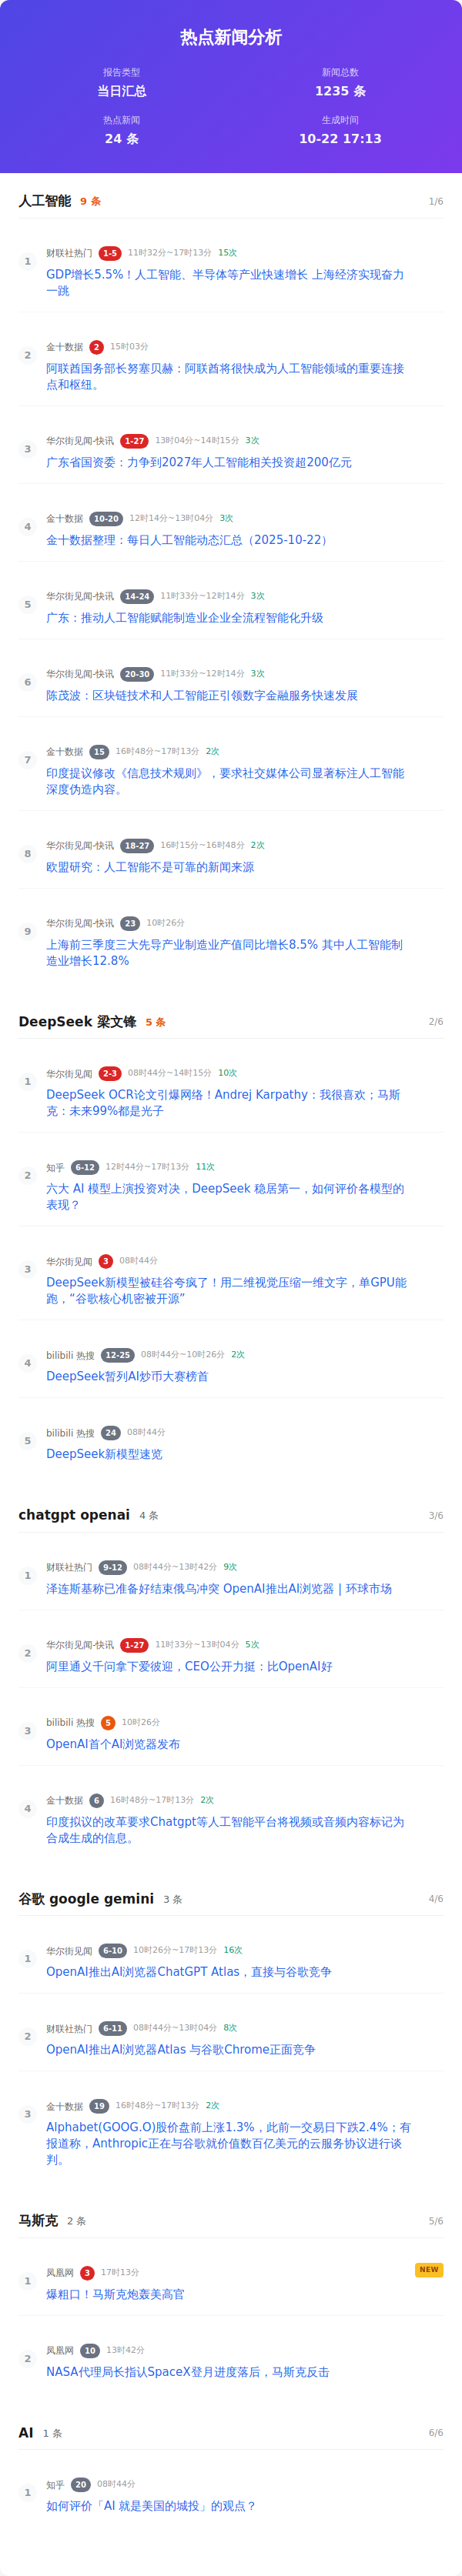 热点新闻分析
报告类型
当日汇总
新闻总数
1235 条
热点新闻
24 条
生成时间
10-22 17:13
人工智能 9 条 1/6
1 财联社热门 1-5 11时32分~17时13分 15次
GDP增长5.5%！人工智能、半导体等产业快速增长 上海经济实现奋力
一跳
2 金十数据 2 15时03分
阿联酋国务部长努塞贝赫：阿联酋将很快成为人工智能领域的重要连接
点和枢纽。
3 华尔街见闻-快讯 1-27 13时04分~14时15分 3次
广东省国资委：力争到2027年人工智能相关投资超200亿元
4 金十数据 10-20 12时14分~13时04分 3次
金十数据整理：每日人工智能动态汇总（2025-10-22）
5 华尔街见闻-快讯 14-24 11时33分~12时14分 3次
广东：推动人工智能赋能制造业企业全流程智能化升级
6 华尔街见闻-快讯 20-30 11时33分~12时14分 3次
陈茂波：区块链技术和人工智能正引领数字金融服务快速发展
7 金十数据 15 16时48分~17时13分 2次
印度提议修改《信息技术规则》，要求社交媒体公司显著标注人工智能
深度伪造内容。
8 华尔街见闻-快讯 18-27 16时15分~16时48分 2次
欧盟研究：人工智能不是可靠的新闻来源
9 华尔街见闻-快讯 23 10时26分
上海前三季度三大先导产业制造业产值同比增长8.5% 其中人工智能制
造业增长12.8%
DeepSeek 梁文锋 5 条 2/6
1 华尔街见闻 2-3 08时44分~14时15分 10次
DeepSeek OCR论文引爆网络！Andrej Karpathy：我很喜欢；马斯
克：未来99%都是光子
2 知乎 6-12 12时44分~17时13分 11次
六大 AI 模型上演投资对决，DeepSeek 稳居第一，如何评价各模型的
表现？
3 华尔街见闻 3 08时44分
DeepSeek新模型被硅谷夸疯了！用二维视觉压缩一维文字，单GPU能
跑，“谷歌核心机密被开源”
4 bilibili 热搜 12-25 08时44分~10时26分 2次
DeepSeek暂列AI炒币大赛榜首
5 bilibili 热搜 24 08时44分
DeepSeek新模型速览
chatgpt openai 4 条 3/6
1 财联社热门 9-12 08时44分~13时42分 9次
泽连斯基称已准备好结束俄乌冲突 OpenAI推出AI浏览器 | 环球市场
2 华尔街见闻-快讯 1-27 11时33分~13时04分 5次
阿里通义千问拿下爱彼迎，CEO公开力挺：比OpenAI好
3 bilibili 热搜 5 10时26分
OpenAI首个AI浏览器发布
4 金十数据 6 16时48分~17时13分 2次
印度拟议的改革要求Chatgpt等人工智能平台将视频或音频内容标记为
合成生成的信息。
谷歌 google gemini 3 条 4/6
1 华尔街见闻 6-10 10时26分~17时13分 16次
OpenAI推出AI浏览器ChatGPT Atlas，直接与谷歌竞争
2 财联社热门 6-11 08时44分~13时04分 8次
OpenAI推出AI浏览器Atlas 与谷歌Chrome正面竞争
3 金十数据 19 16时48分~17时13分 2次
Alphabet(GOOG.O)股价盘前上涨1.3%，此前一交易日下跌2.4%；有
报道称，Anthropic正在与谷歌就价值数百亿美元的云服务协议进行谈
判。
马斯克 2 条 5/6
1 凤凰网 3 17时13分 NEW
爆粗口！马斯克炮轰美高官
2 凤凰网 10 13时42分
NASA代理局长指认SpaceX登月进度落后，马斯克反击
AI 1 条 6/6
1 知乎 20 08时44分
如何评价「AI 就是美国的城投」的观点？